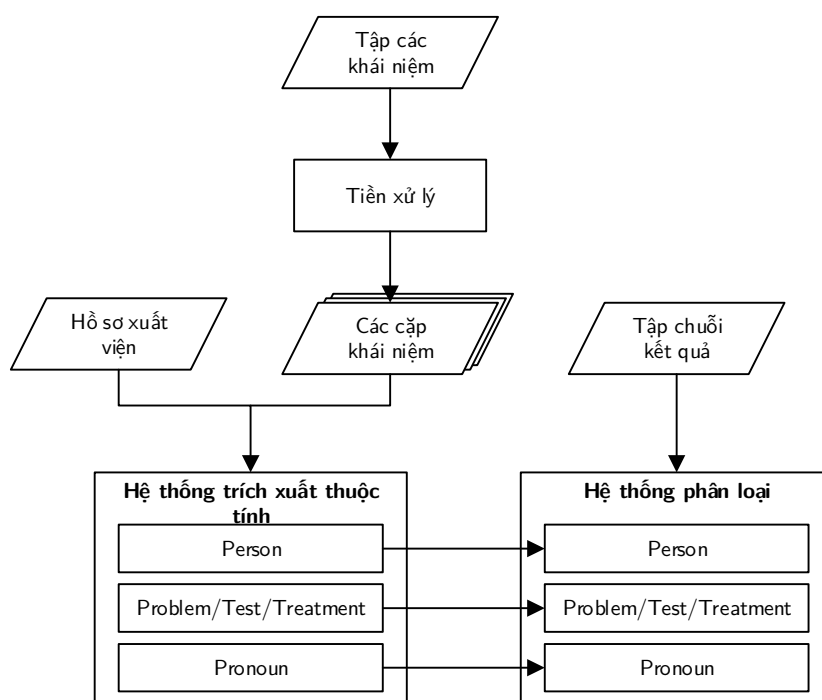 Tập các
khái niệm
Tiền xử lý
Hồ sơ xuất
viện
Các cặp
khái niệm
Tập chuỗi
kết quả
Hệ thống trích xuất thuộc
tính
Person
Problem/Test/Treatment
Pronoun
Hệ thống phân loại
Person
Problem/Test/Treatment
Pronoun